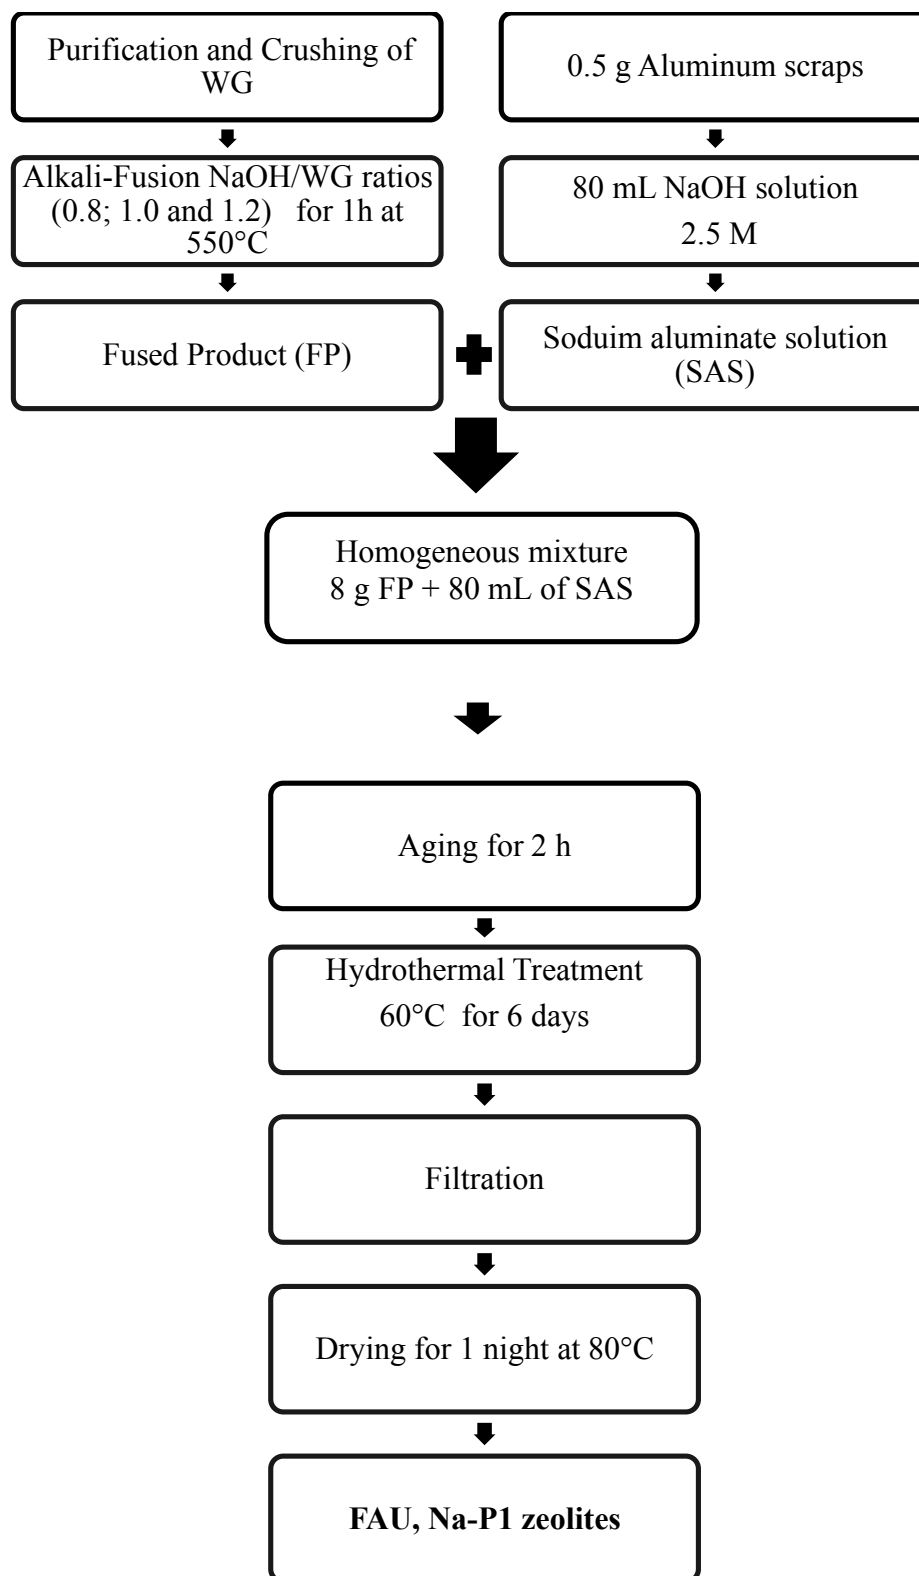 Purification and Crushing of
WG
0.5 g Aluminum scraps
Alkali-Fusion NaOH/WG ratios
(0.8; 1.0 and 1.2) for 1h at
550°C
80 mL NaOH solution
2.5 M
Fused Product (FP)
Soduim aluminate solution
(SAS)
Homogeneous mixture
8 g FP + 80 mL of SAS
Aging for 2 h
Hydrothermal Treatment
60°C for 6 days
Filtration
Drying for 1 night at 80°C
FAU, Na-P1 zeolites